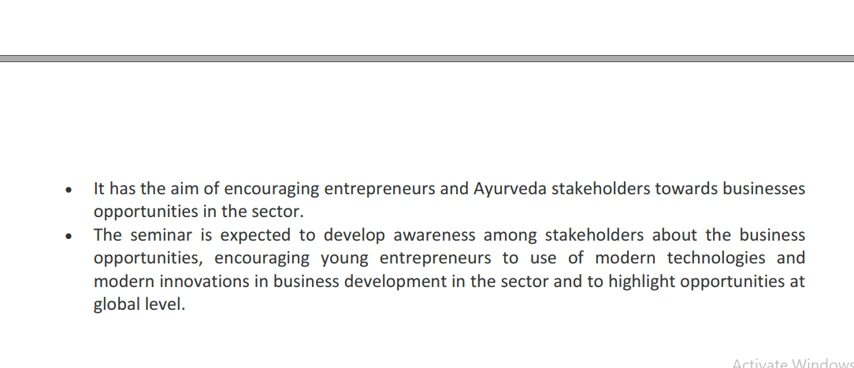 • It has the aim of encouraging entrepreneurs and Ayurveda stakeholders towards businesses
opportunities in the sector.
• The seminar is expected to develop awareness among stakeholders about the business
opportunities, encouraging young entrepreneurs to use of modern technologies and
modern innovations in business development in the sector and to highlight opportunities at
global level.
Activate Windows